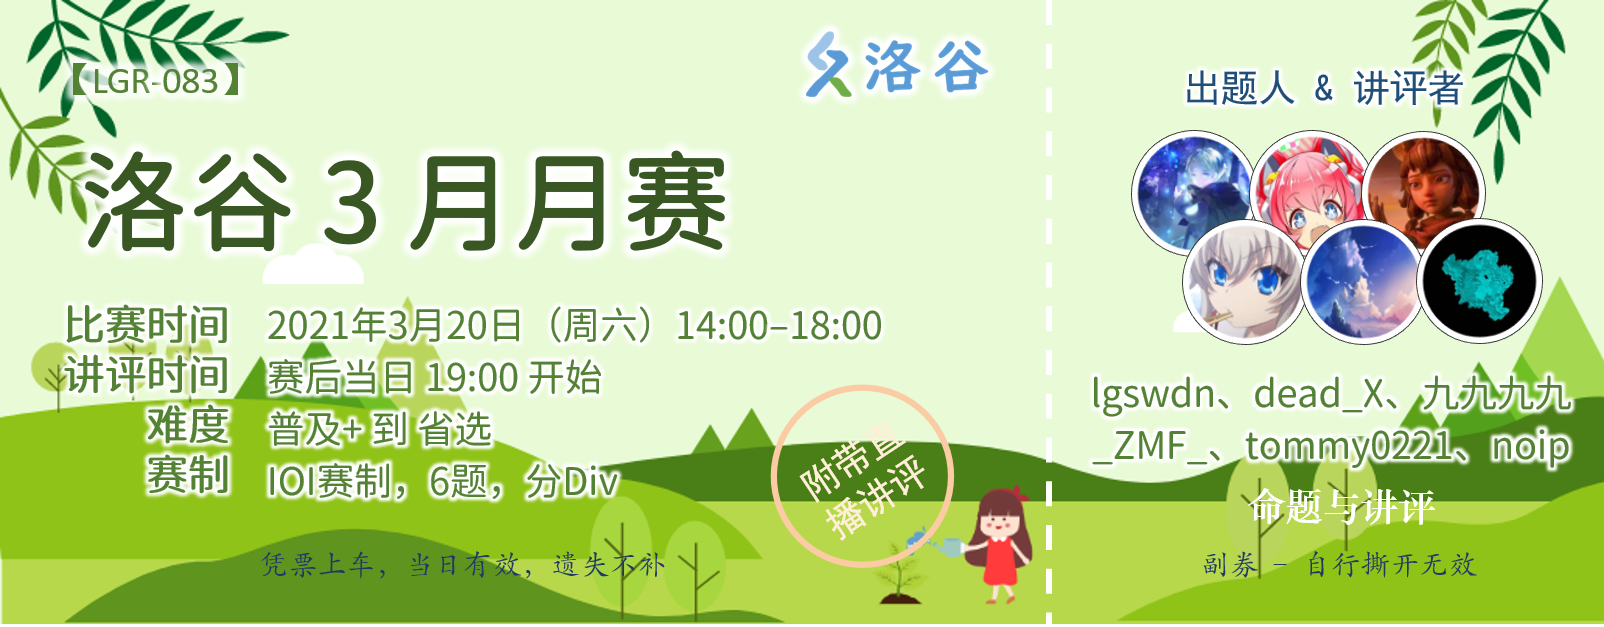 【LGR-083】
洛谷
洛谷 3 月月赛
比赛时间 2021年3月20日（周六）14:00–18:00
讲评时间 赛后当日 19:00 开始
难度 普及+ 到 省选
赛制 IOI赛制，6题，分Div
附带直
播讲评
凭票上车，当日有效，遗失不补
出题人 & 讲评者
lgswdn、dead_X、九九九九
_ZMF_、tommy0221、noip
命题与讲评
副券 – 自行撕开无效